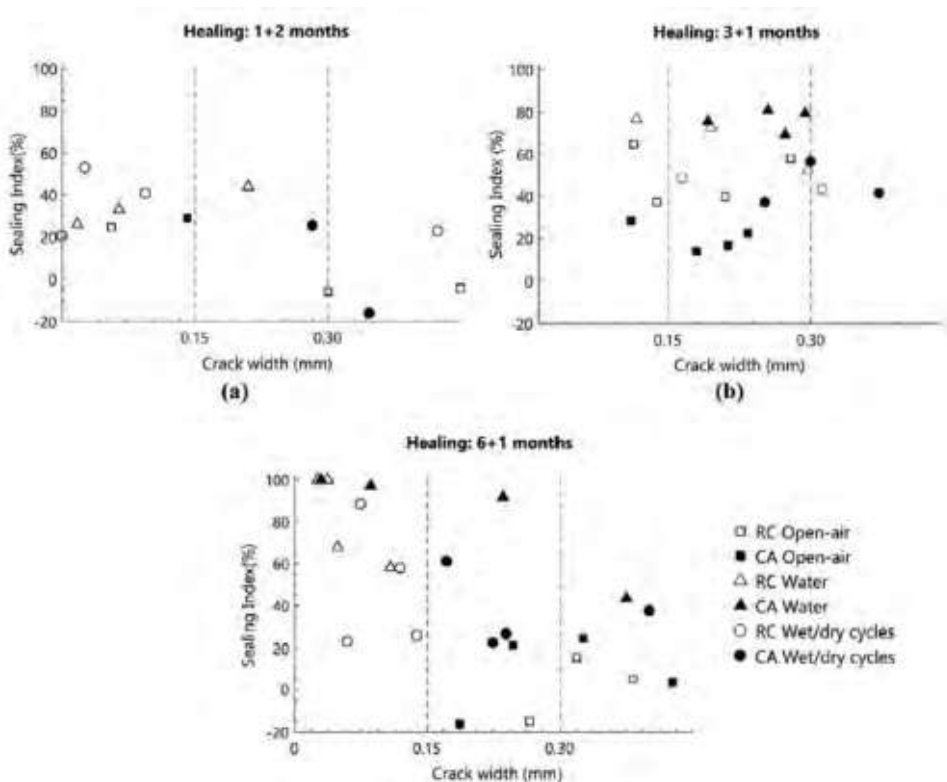 Healing: 1+2 months
100
80
60
40
20
0
-20
Sealing Index(%)
0.15
0.30
Crack width (mm)
(a)
Healing: 3+1 months
100
80
60
40
20
0
-20
Sealing Index (%)
0.15
0.30
Crack width (mm)
(b)
Healing: 6+1 months
100
80
60
40
20
0
-20
Sealing Index(%)
0
0.15
0.30
Crack width (mm)
RC Open-air
CA Open-air
RC Water
CA Water
RC Wet/dry cycles
CA Wet/dry cycles